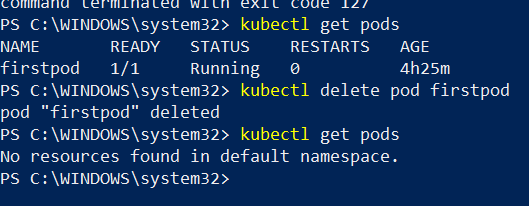 command terminated with exit code 127
PS C:\WINDOWS\system32> kubectl get pods
NAME READY STATUS RESTARTS AGE
firstpod 1/1 Running 0 4h25m
PS C:\WINDOWS\system32> kubectl delete pod firstpod
pod "firstpod" deleted
PS C:\WINDOWS\system32> kubectl get pods
No resources found in default namespace.
PS C:\WINDOWS\system32>